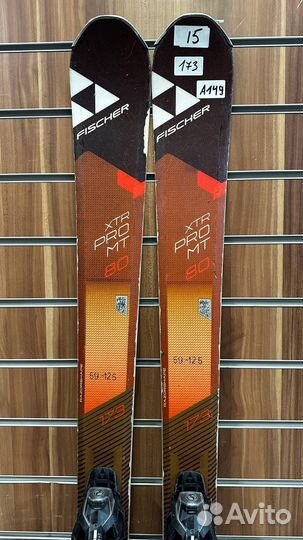 15
173
A149
FISCHER
FISCHER
XTR
PRO
MT
80
XTR
PRO
MT
80
59-125
59-125
173
173
Avito